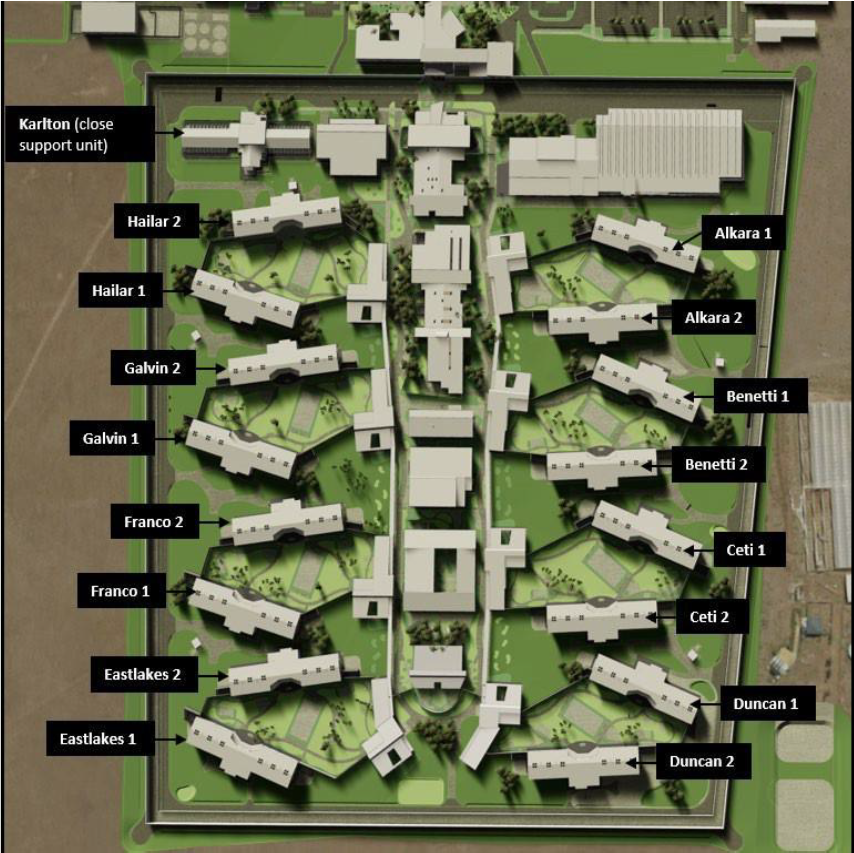 Karlton (close
support unit)
Hailar 2
Alkara 1
Hailar 1
Alkara 2
Galvin 2
Benetti 1
Galvin 1
Benetti 2
Franco 2
Ceti 1
Franco 1
Ceti 2
Eastlakes 2
Duncan 1
Eastlakes 1
Duncan 2